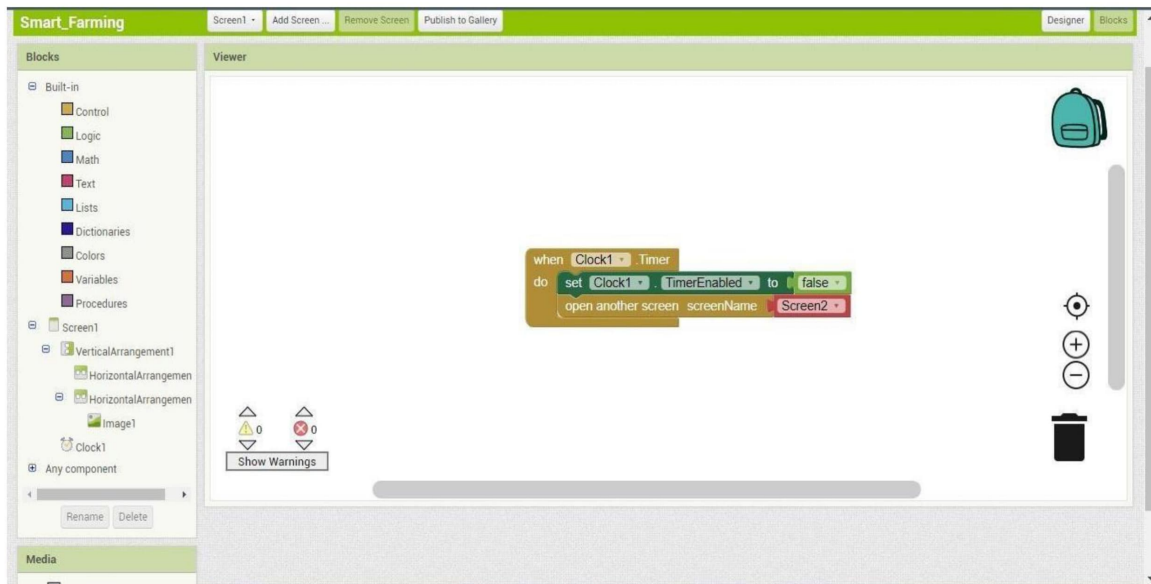 Smart_Farming
Screen1
Add Screen ...
Remove Screen
Publish to Gallery
Designer
Blocks
Blocks
Viewer
Built-in
Control
Logic
Math
Text
Lists
Dictionaries
Colors
Variables
Procedures
Screen1
VerticalArrangement1
HorizontalArrangemen
HorizontalArrangemen
Image1
Clock1
Any component
Rename
Delete
Media
when Clock1 .Timer
do set Clock1 . TimerEnabled to false
open another screen screenName Screen2
0
0
Show Warnings